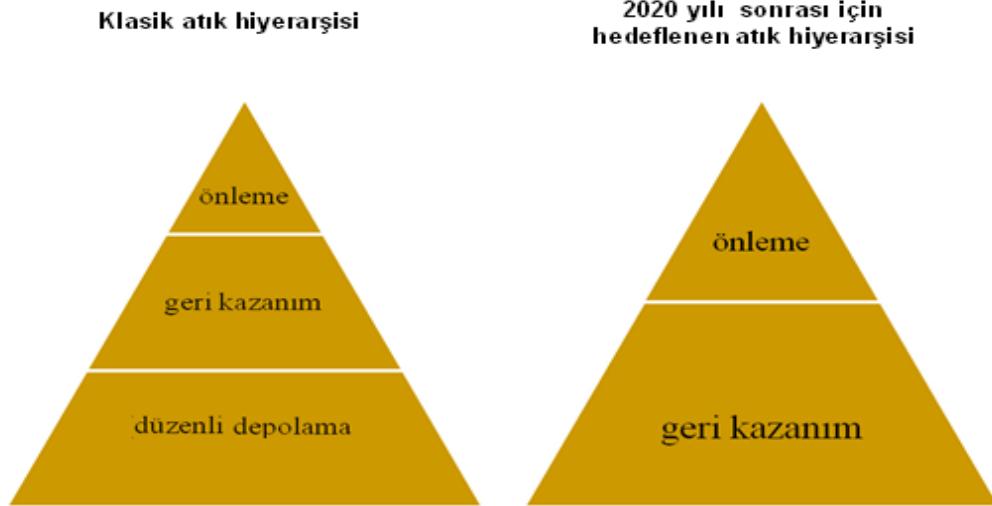 Klasik atık hiyerarşisi
önleme
geri kazanım
düzenli depolama
2020 yılı sonrası için
hedeflenen atık hiyerarşisi
önleme
geri kazanım